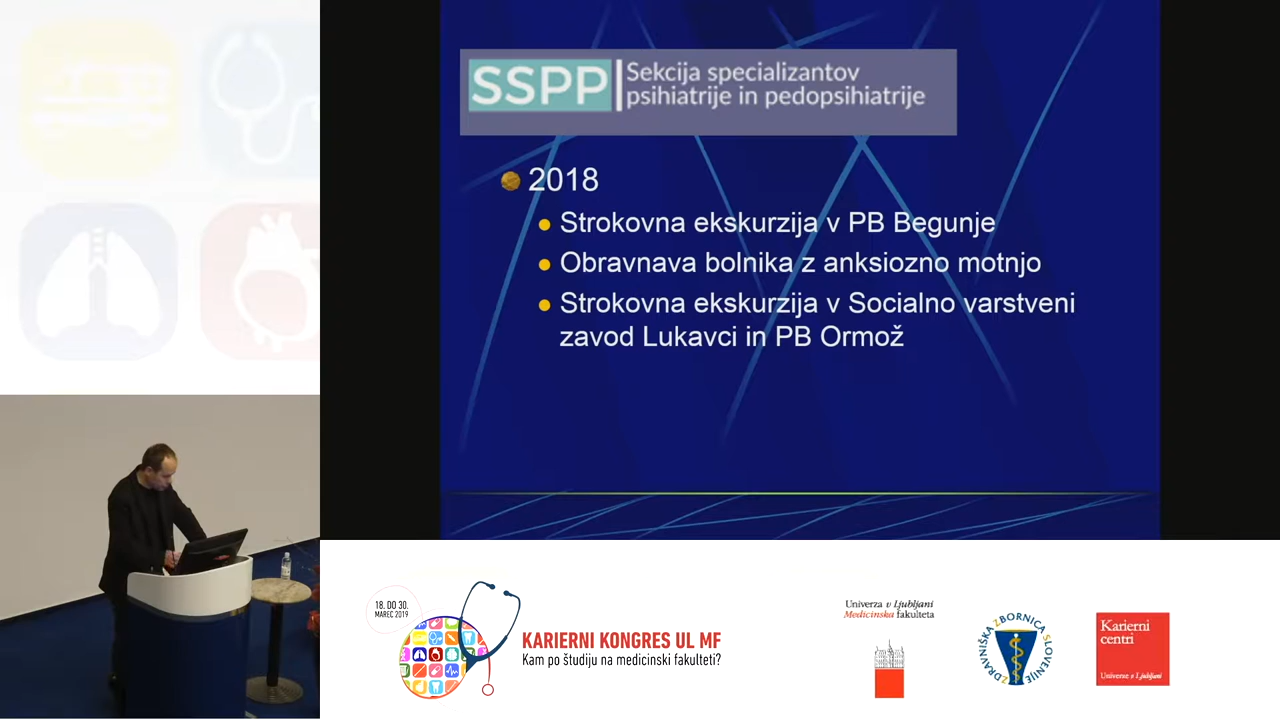 SSPP
Sekcija specializantov
psihiatrije in pedopsihiatrije
2018
Strokovna ekskurzija v PB Begunje
Obravnava bolnika z anksiozno motnjo
Strokovna ekskurzija v Socialno varstveni
zavod Lukavci in PB Ormož
18. DO 30.
MAREC 2019
KARIERNI KONGRES UL MF
Kam po študiju na medicinski fakulteti?
Univerza v Ljubljani
Medicinska fakulteta
ZDRAVNIŠKA ZBORNICA SLOVENIJE
Karierni
centri
Univerze v Ljubljani